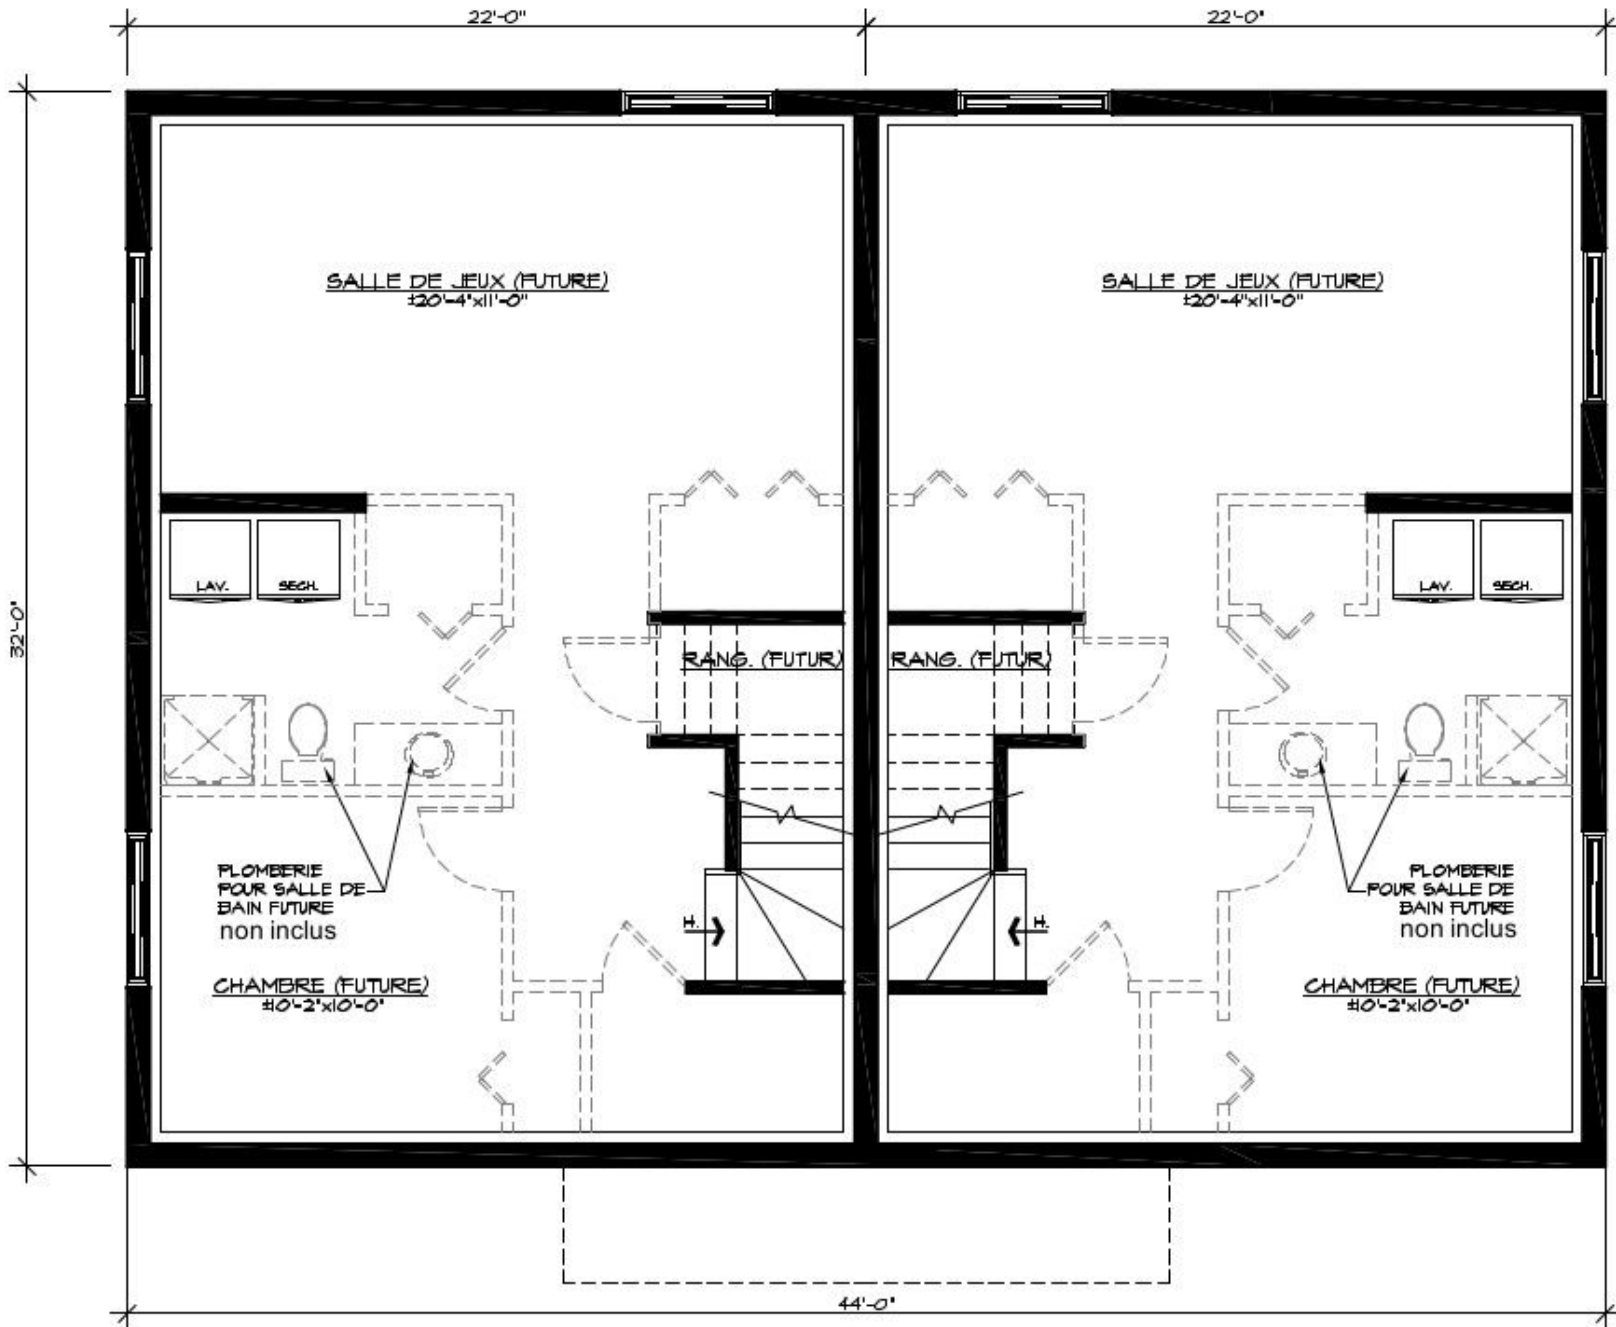 22'-0"
22'-0"
SALLE DE JEUX (FUTURE)
±20'-4"x11'-0"
SALLE DE JEUX (FUTURE)
±20'-4"x11'-0"
LAV.
SECH.
LAV.
SECH.
32'-0"
RANG. (FUTUR)
RANG. (FUTUR)
PLOMBERIE
POUR SALLE DE
BAIN FUTURE
non inclus
PLOMBERIE
POUR SALLE DE
BAIN FUTURE
non inclus
H.
H.
CHAMBRE (FUTURE)
±10'-2"x10'-0"
CHAMBRE (FUTURE)
±10'-2"x10'-0"
44'-0"